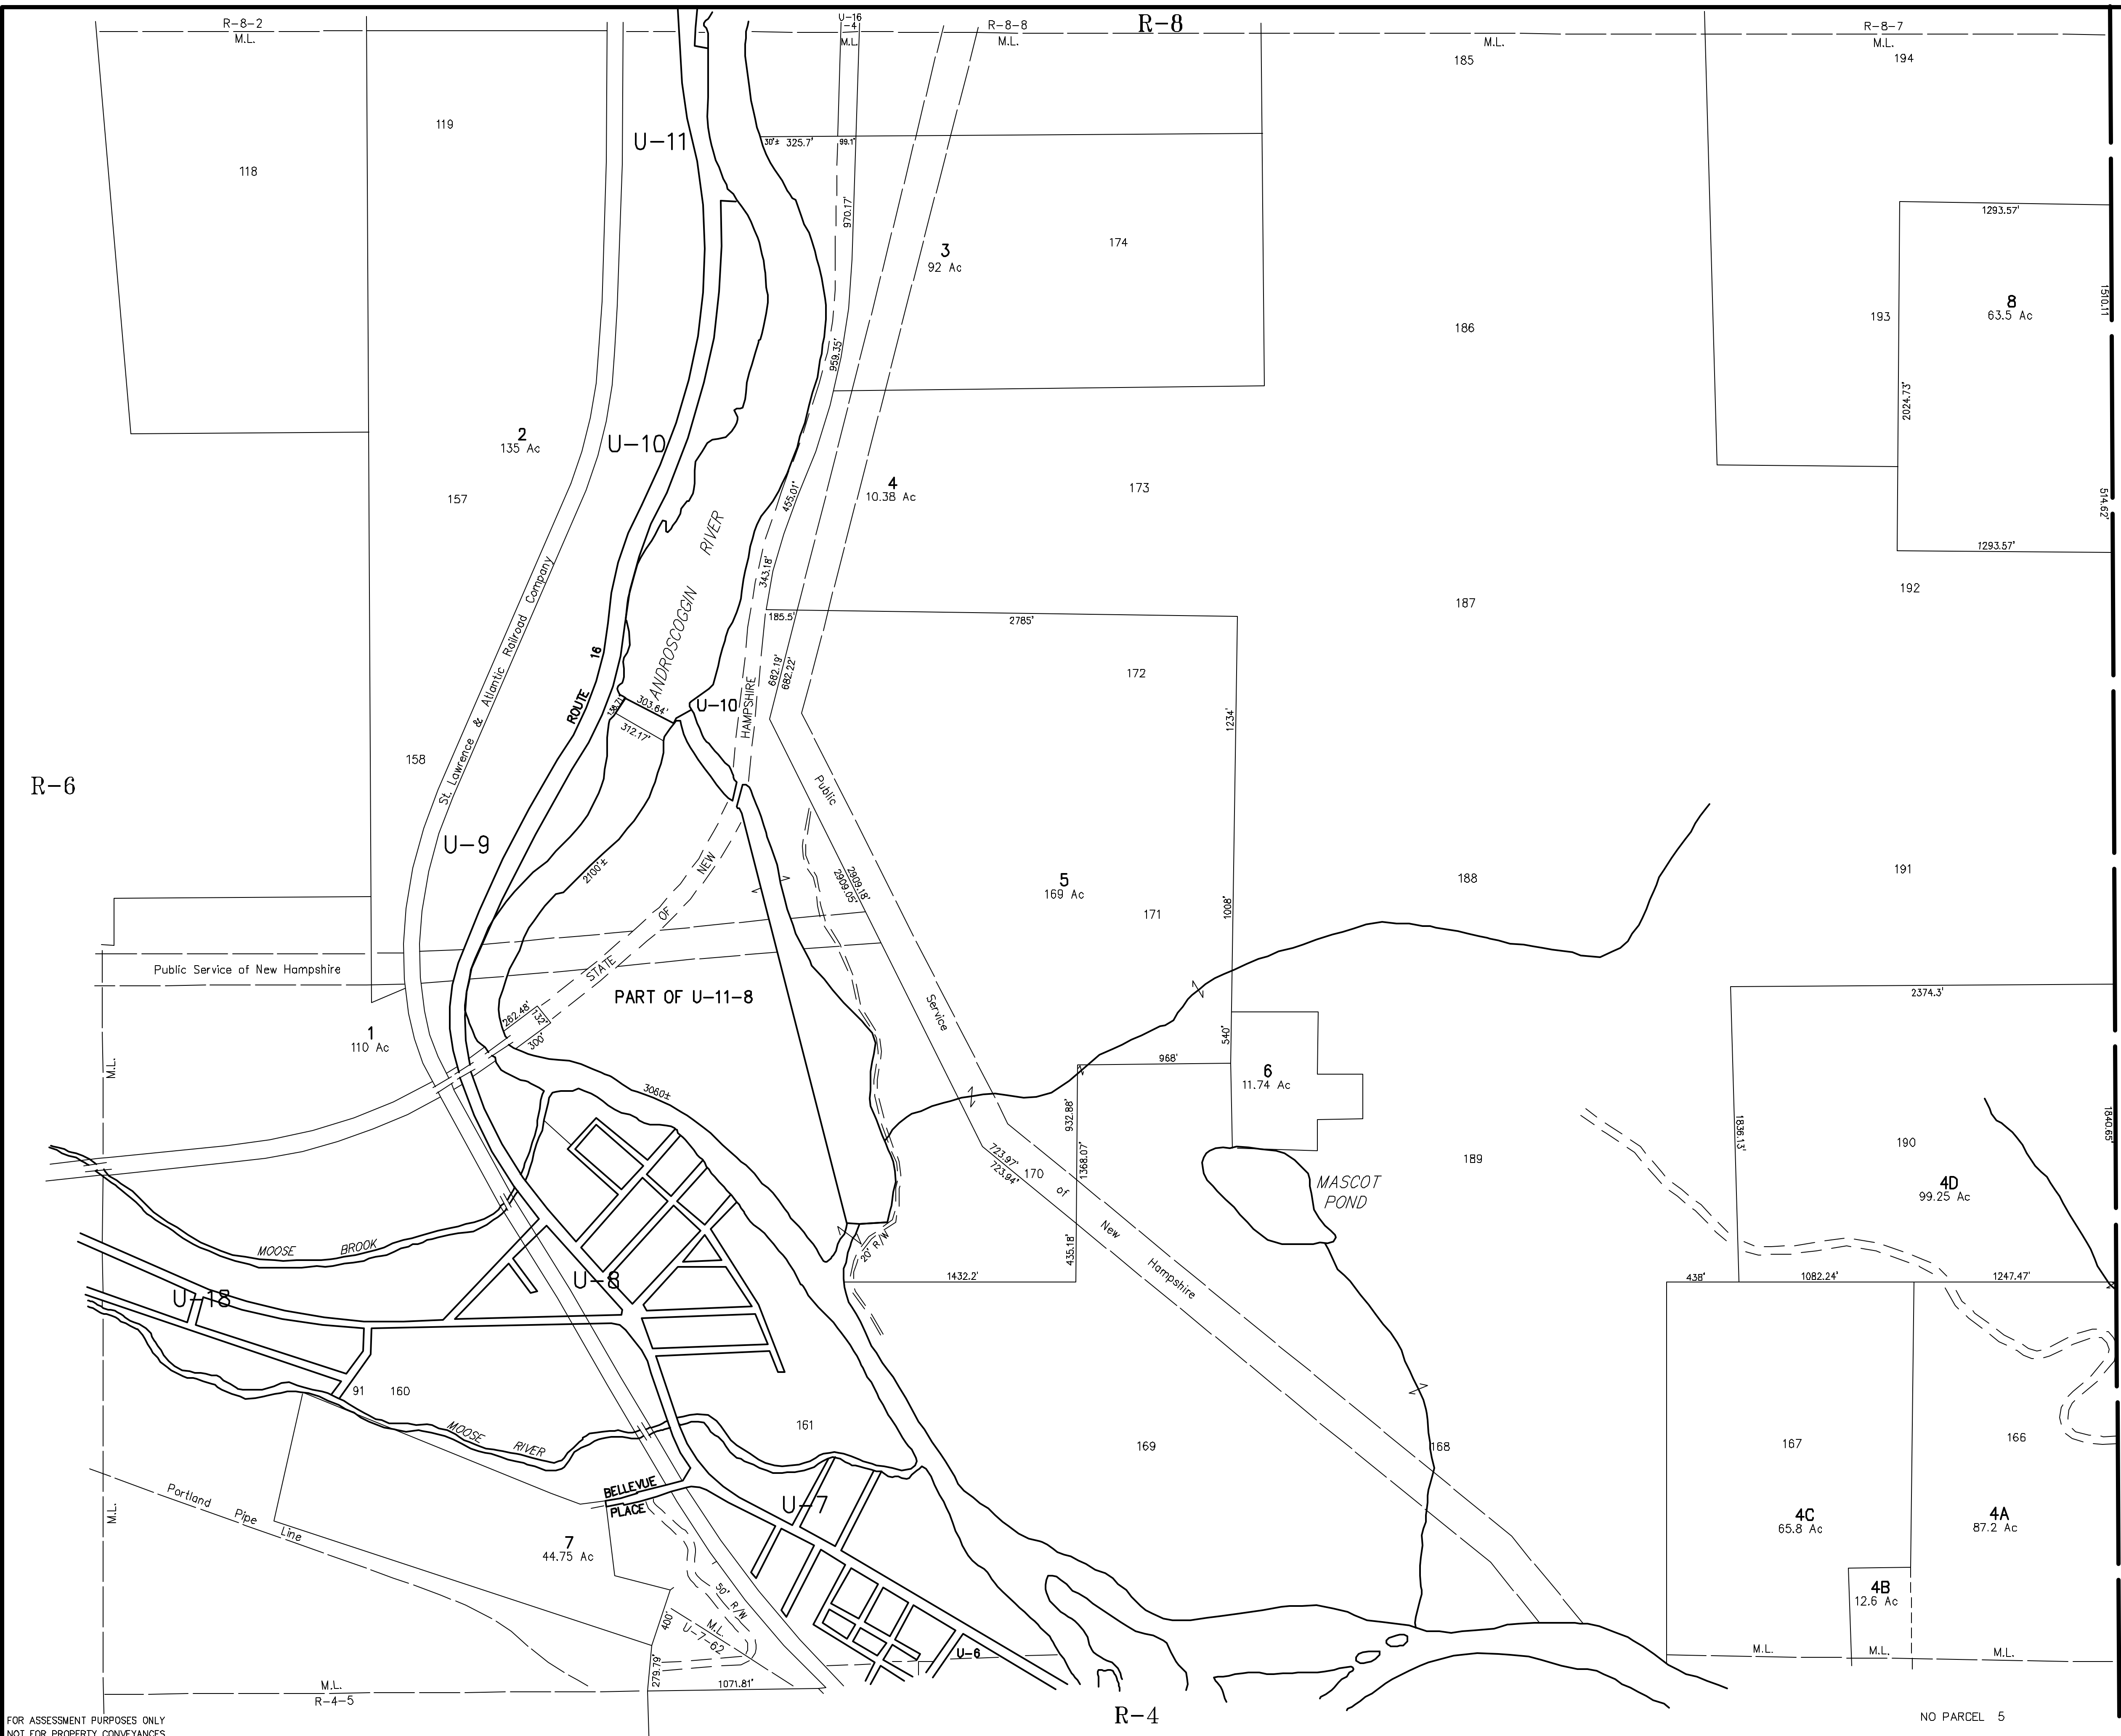 R-8-2
M.L.
U-16
-4
M.L.
R-8-8
M.L.
R-8
M.L.
R-8-7
M.L.
185
194
119
118
U-11
30'± 325.7'
99.1'
970.17'
3
92 Ac
174
1293.57'
8
63.5 Ac
1510.11
193
186
959.35'
2024.73'
2
135 Ac
U-10
157
455.01'
4
10.38 Ac
173
514.62'
1293.57'
ANDROSCOGGIN RIVER
343.18'
St. Lawrence & Atlantic Railroad Company
187
192
185.5'
2785'
ROUTE 16
682.19'
682.22'
172
1234'
303.64'
312.17'
U-10
158
R-6
Public
U-9
2100'±
STATE OF NEW HAMPSHIRE
2909.18'
2909.05'
5
169 Ac
171
1008'
188
191
Public Service of New Hampshire
PART OF U-11-8
Service
2374.3'
1
110 Ac
262.48'
132'
300'
540'
968'
6
11.74 Ac
M.L.
3060±
932.88'
1368.07'
1836.13'
1840.65'
190
189
723.97'
723.94'
170
of
MASCOT
POND
4D
99.25 Ac
New
Hampshire
MOOSE BROOK
20' R/W
435.18'
1432.2'
U-8
U-18
438'
1082.24'
1247.47'
91
160
161
MOOSE RIVER
169
168
167
166
Portland Pipe Line
M.L.
BELLEVUE
PLACE
U-7
7
44.75 Ac
4C
65.8 Ac
4A
87.2 Ac
50' R/W
4B
12.6 Ac
400'
M.L.
U-7-62
U-6
M.L.
M.L.
M.L.
279.79'
1071.81'
M.L.
R-4-5
R-4
NO PARCEL 5
FOR ASSESSMENT PURPOSES ONLY
NOT FOR PROPERTY CONVEYANCES